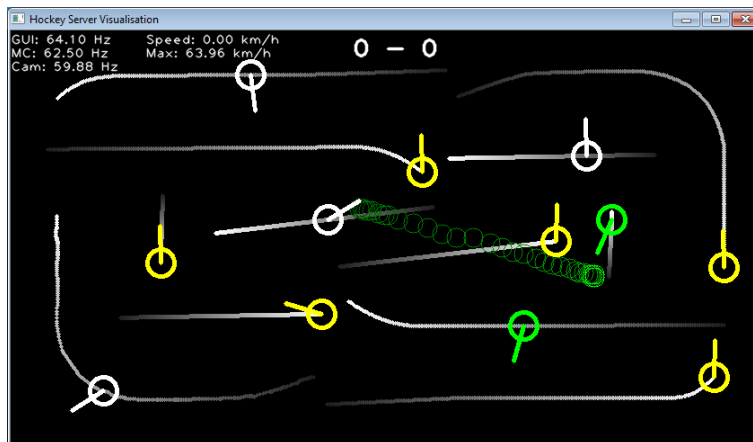 Hockey Server Visualisation
GUI: 64.10 Hz Speed: 0.00 km/h
MC: 62.50 Hz Max: 63.96 km/h
Cam: 59.88 Hz
0 - 0